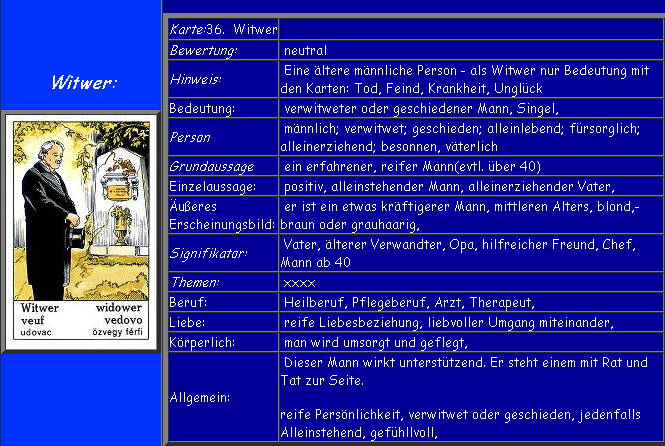 Witwer:
Witwer widower
veuf vedovo
udovac özvegy férfi
Karte:36. Witwer
Bewertung: neutral
Hinweis: Eine ältere männliche Person - als Witwer nur Bedeutung mit
den Karten: Tod, Feind, Krankheit, Unglück
Bedeutung: verwitweter oder geschiedener Mann, Singel,
Person männlich; verwitwet; geschieden; alleinlebend; fürsorglich;
alleinerziehend; besonnen, väterlich
Grundaussage ein erfahrener, reifer Mann(evtl. über 40)
Einzelaussage: positiv, alleinstehender Mann, alleinerziehender Vater,
Äußeres er ist ein etwas kräftigerer Mann, mittleren Alters, blond,-
Erscheinungsbild: braun oder grauhaarig,
Signifikator: Vater, älterer Verwandter, Opa, hilfreicher Freund, Chef,
Mann ab 40
Themen: xxxx
Beruf: Heilberuf, Pflegeberuf, Arzt, Therapeut,
Liebe: reife Liebesbeziehung, liebvoller Umgang miteinander,
Körperlich: man wird umsorgt und gepflegt,
Allgemein: Dieser Mann wirkt unterstützend. Er steht einem mit Rat und
Tat zur Seite.
reife Persönlichkeit, verwitwet oder geschieden, jedenfalls
Alleinstehend, gefühllvoll,